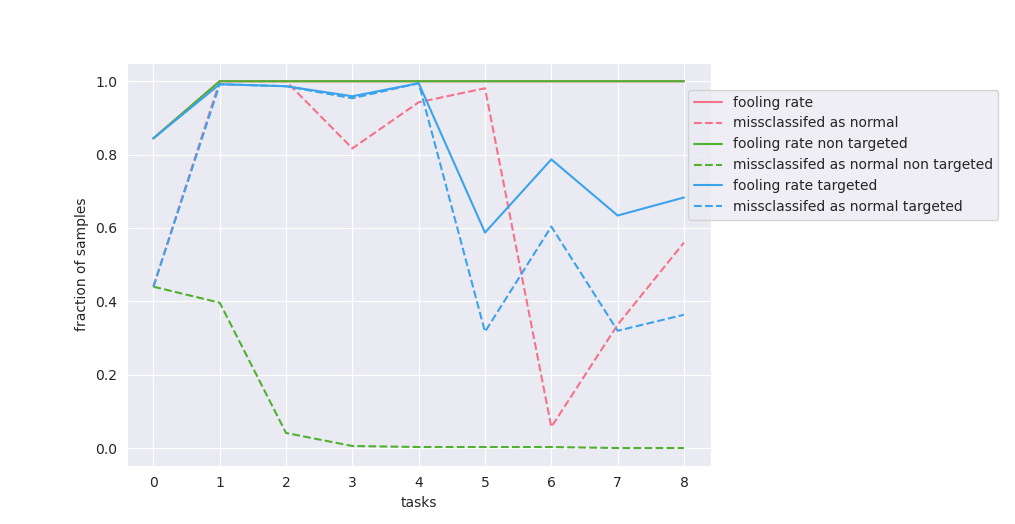 1.0
0.8
0.6
0.4
0.2
0.0
fraction of samples
0 1 2 3 4 5 6 7 8
tasks
fooling rate
missclassifed as normal
fooling rate non targeted
missclassifed as normal non targeted
fooling rate targeted
missclassifed as normal targeted